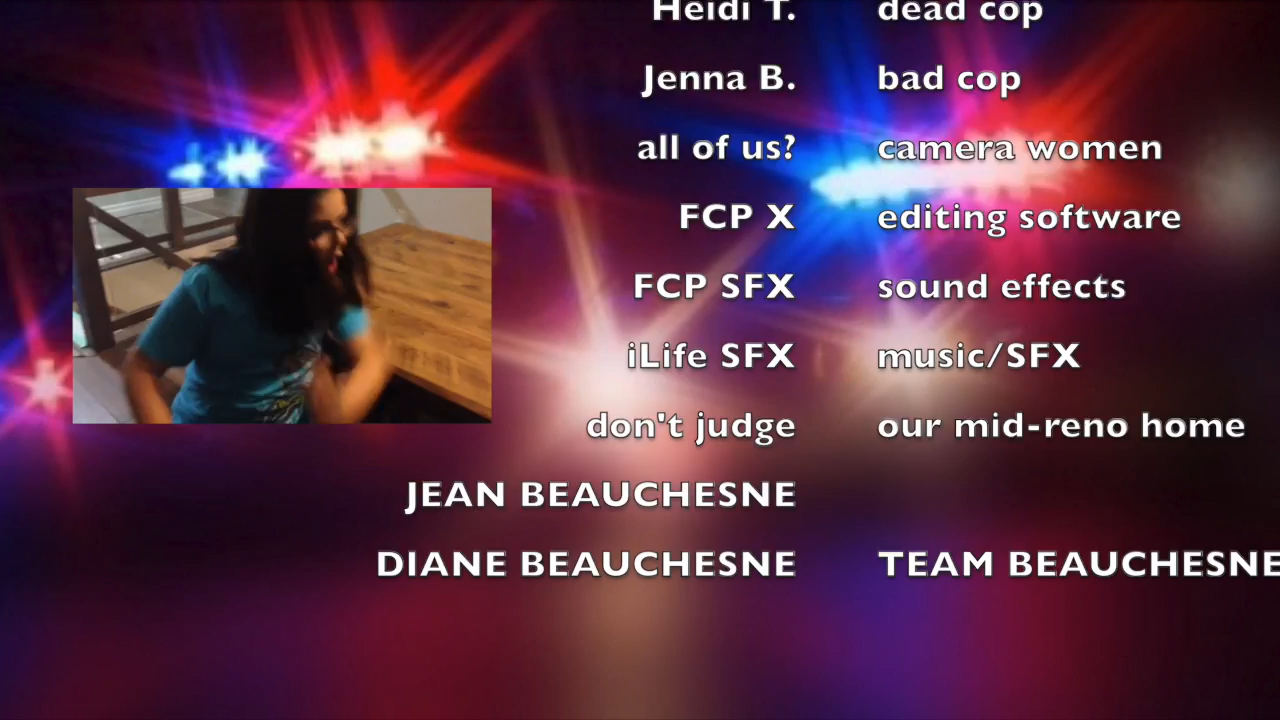 Heidi T. dead cop
Jenna B. bad cop
all of us? camera women
FCP X editing software
FCP SFX sound effects
iLife SFX music/SFX
don't judge our mid-reno home
JEAN BEAUCHESNE
DIANE BEAUCHESNE TEAM BEAUCHESNE